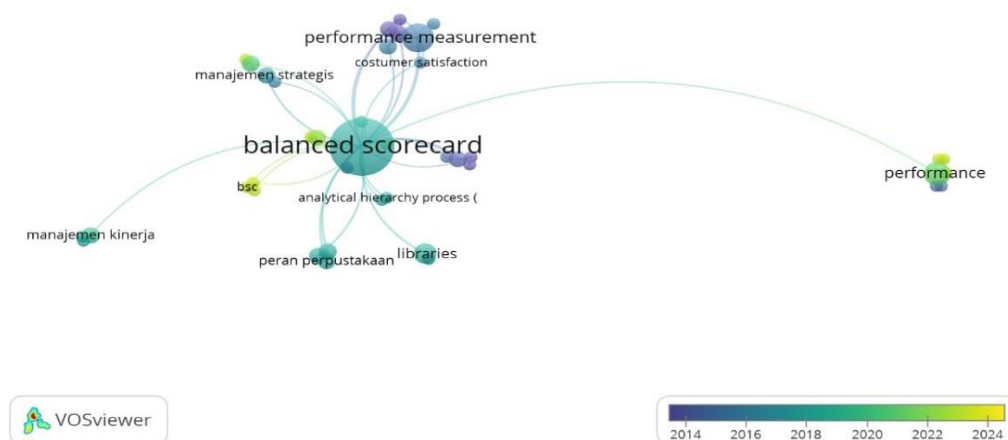 performance measurement
costumer satisfaction
manajemen strategis
balanced scorecard
performance
bsc
analytical hierarchy process (
manajemen kinerja
peran perpustakaan
libraries
VOSviewer
2014 2016 2018 2020 2022 2024